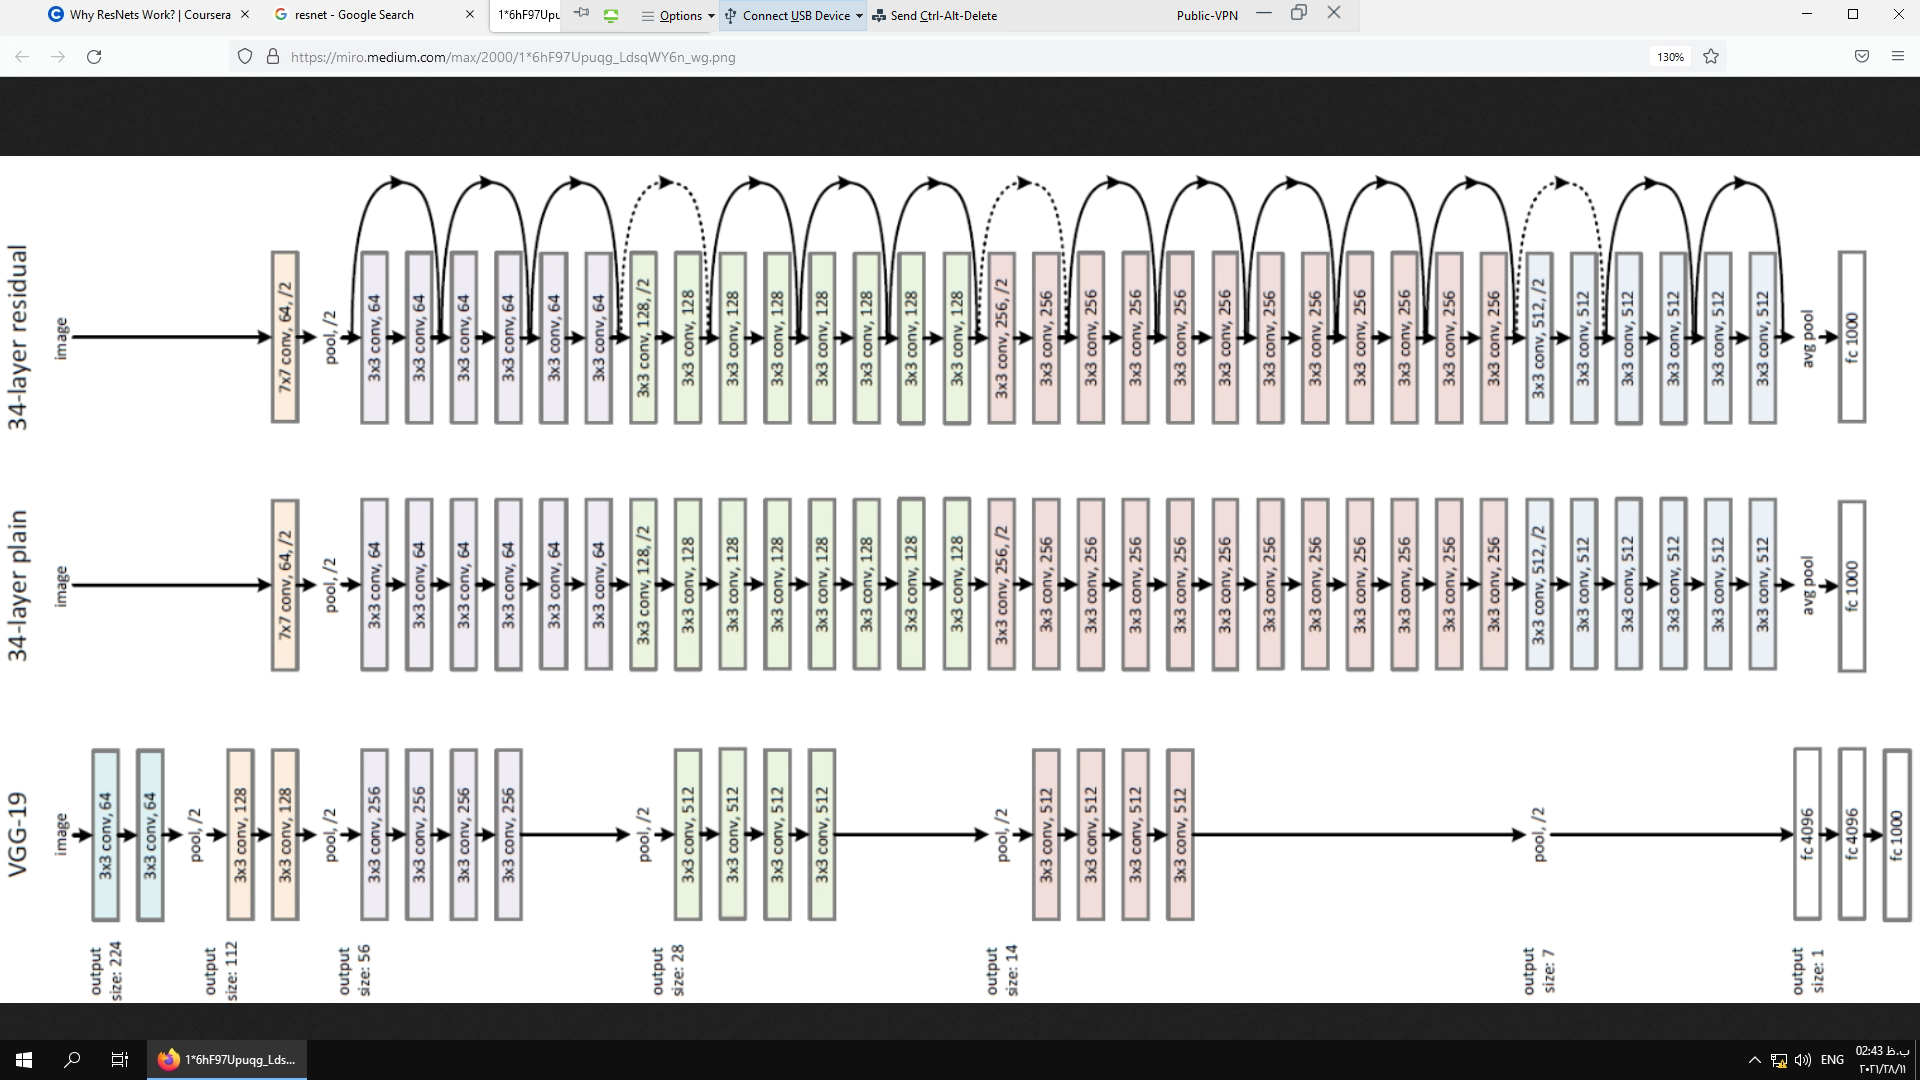 Why ResNets Work? | Coursera
resnet - Google Search
1*6hF97Upu
Options
Connect USB Device
Send Ctrl-Alt-Delete
Public-VPN
https://miro.medium.com/max/2000/1*6hF97Upuqg_LdsqWY6n_wg.png
130%
34-layer residual
image
7x7 conv, 64, /2
pool, /2
3x3 conv, 64
3x3 conv, 64
3x3 conv, 64
3x3 conv, 64
3x3 conv, 64
3x3 conv, 64
3x3 conv, 128, /2
3x3 conv, 128
3x3 conv, 128
3x3 conv, 128
3x3 conv, 128
3x3 conv, 128
3x3 conv, 128
3x3 conv, 128
3x3 conv, 256, /2
3x3 conv, 256
3x3 conv, 256
3x3 conv, 256
3x3 conv, 256
3x3 conv, 256
3x3 conv, 256
3x3 conv, 256
3x3 conv, 256
3x3 conv, 256
3x3 conv, 256
3x3 conv, 256
3x3 conv, 512, /2
3x3 conv, 512
3x3 conv, 512
3x3 conv, 512
3x3 conv, 512
3x3 conv, 512
avg pool
fc 1000
34-layer plain
image
7x7 conv, 64, /2
pool, /2
3x3 conv, 64
3x3 conv, 64
3x3 conv, 64
3x3 conv, 64
3x3 conv, 64
3x3 conv, 64
3x3 conv, 128, /2
3x3 conv, 128
3x3 conv, 128
3x3 conv, 128
3x3 conv, 128
3x3 conv, 128
3x3 conv, 128
3x3 conv, 128
3x3 conv, 256, /2
3x3 conv, 256
3x3 conv, 256
3x3 conv, 256
3x3 conv, 256
3x3 conv, 256
3x3 conv, 256
3x3 conv, 256
3x3 conv, 256
3x3 conv, 256
3x3 conv, 256
3x3 conv, 256
3x3 conv, 512, /2
3x3 conv, 512
3x3 conv, 512
3x3 conv, 512
3x3 conv, 512
3x3 conv, 512
avg pool
fc 1000
VGG-19
image
3x3 conv, 64
3x3 conv, 64
pool, /2
3x3 conv, 128
3x3 conv, 128
pool, /2
3x3 conv, 256
3x3 conv, 256
3x3 conv, 256
3x3 conv, 256
pool, /2
3x3 conv, 512
3x3 conv, 512
3x3 conv, 512
3x3 conv, 512
pool, /2
3x3 conv, 512
3x3 conv, 512
3x3 conv, 512
3x3 conv, 512
pool, /2
fc 4096
fc 4096
fc 1000
output
size: 224
output
size: 112
output
size: 56
output
size: 28
output
size: 14
output
size: 7
output
size: 1
1*6hF97Upuqg_Lds...
ENG
02:43 ب.ظ
٢٠٢١/٢٨/١١